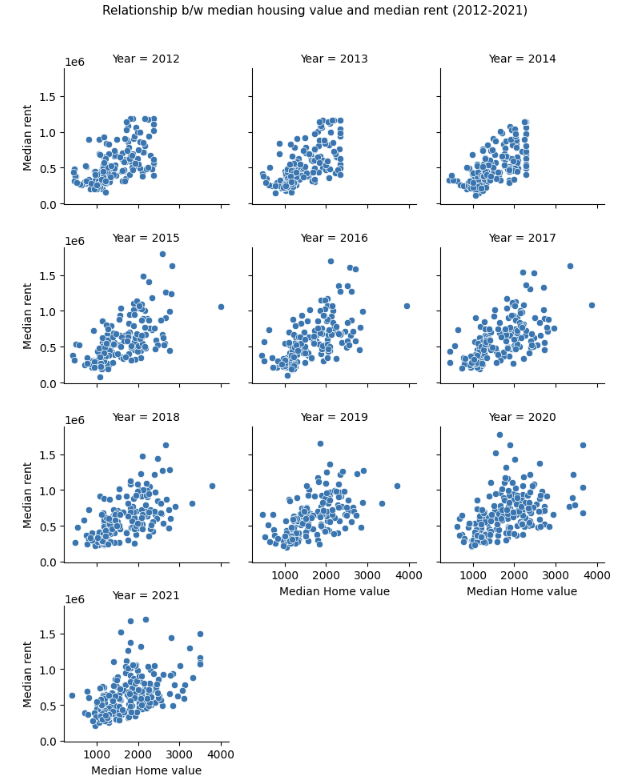 Relationship b/w median housing value and median rent (2012-2021)
1e6
Year = 2012
Year = 2013
Year = 2014
Median rent
1.5
1.0
0.5
0.0
1e6
Year = 2015
Year = 2016
Year = 2017
Median rent
1.5
1.0
0.5
0.0
1e6
Year = 2018
Year = 2019
Year = 2020
Median rent
1.5
1.0
0.5
0.0
1000 2000 3000 4000
1000 2000 3000 4000
Median Home value
Median Home value
1e6
Year = 2021
Median rent
1.5
1.0
0.5
0.0
1000 2000 3000 4000
Median Home value